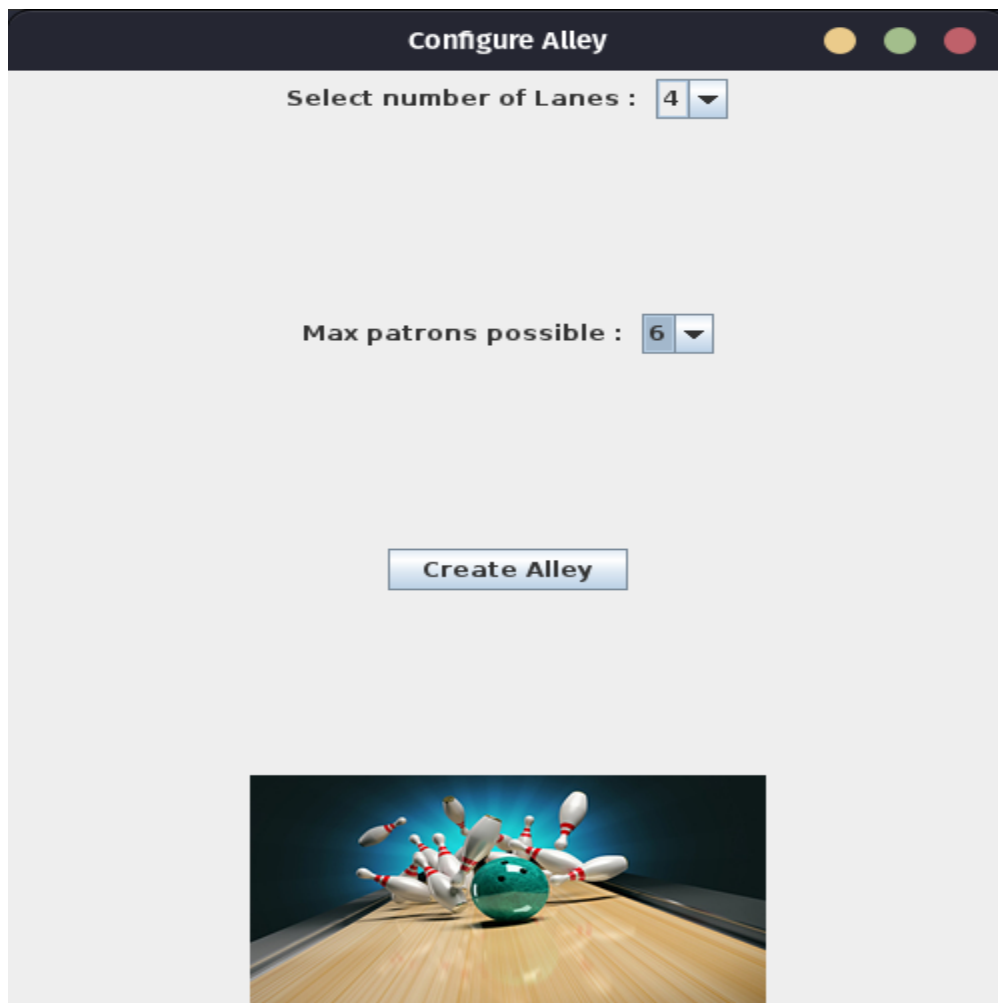 Configure Alley
Select number of Lanes : 4
Max patrons possible : 6
Create Alley